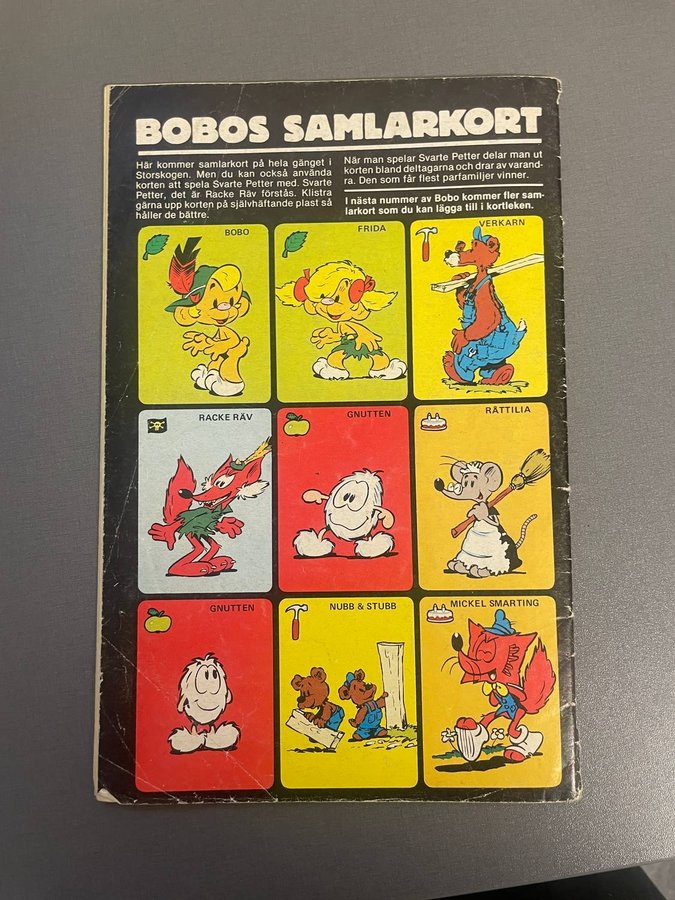 BOBOS SAMLARKORT
Här kommer samlarkort på hela gänget i
Storskogen. Men du kan också använda
korten att spela Svarte Petter med. Svarte
Petter, det är Racke Räv förstås. Klistra
gärna upp korten på självhäftande plast så
håller de bättre.
När man spelar Svarte Petter delar man ut
korten bland deltagarna och drar av varand-
ra. Den som får flest parfamiljer vinner.
I nästa nummer av Bobo kommer fler sam-
larkort som du kan lägga till i kortleken.
BOBO
FRIDA
VERKARN
RACKE RÄV
GNUTTEN
RÄTTILIA
GNUTTEN
NUBB & STUBB
MICKEL SMARTING